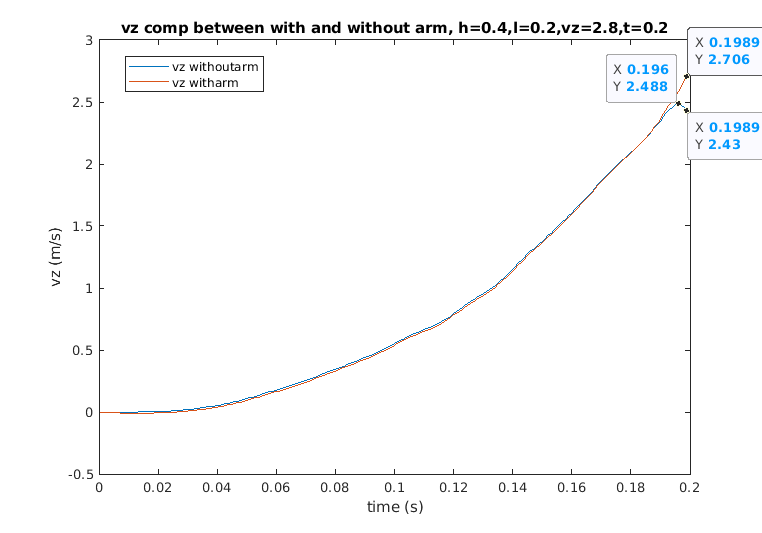 vz comp between with and without arm, h=0.4,l=0.2,vz=2.8,t=0.2
3
2.5
2
1.5
1
0.5
0
-0.5
vz (m/s)
vz withoutarm
vz witharm
X 0.196
Y 2.488
X 0.1989
Y 2.706
X 0.1989
Y 2.43
0
0.02
0.04
0.06
0.08
0.1
0.12
0.14
0.16
0.18
0.2
time (s)